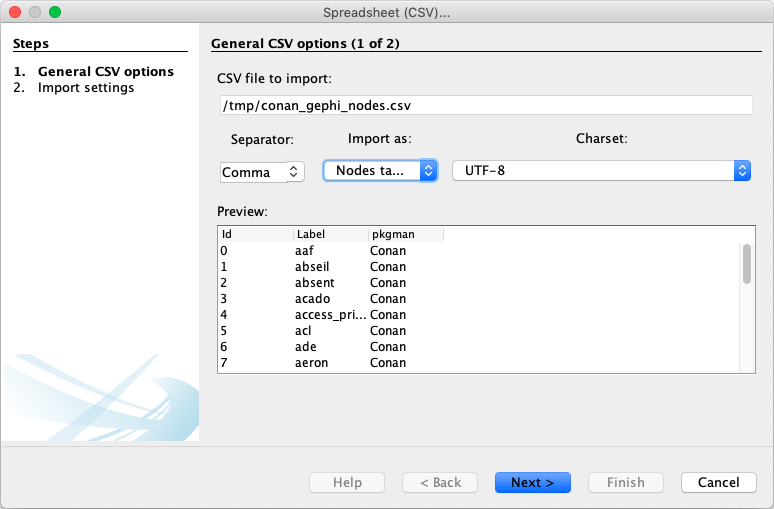 Spreadsheet (CSV)...
Steps
1. General CSV options
2. Import settings
General CSV options (1 of 2)
CSV file to import:
/tmp/conan_gephi_nodes.csv
Separator: Import as: Charset:
Comma Nodes ta... UTF-8
Preview:
Id Label pkgman
0 aaf Conan
1 abseil Conan
2 absent Conan
3 acado Conan
4 access_pri... Conan
5 acl Conan
6 ade Conan
7 aeron Conan
Help < Back Next > Finish Cancel